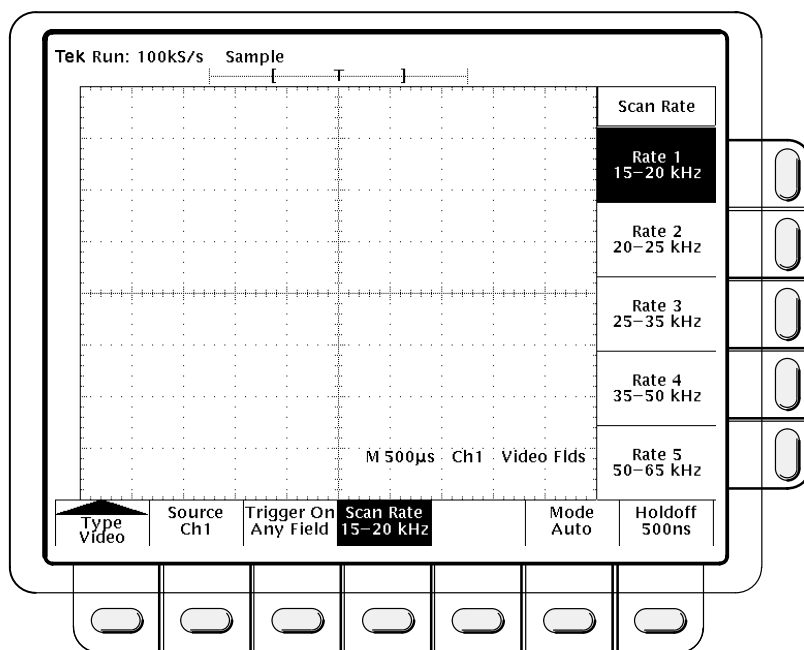 Tek Run: 100kS/s Sample
[ T ]
Scan Rate
Rate 1
15–20 kHz
Rate 2
20–25 kHz
Rate 3
25–35 kHz
Rate 4
35–50 kHz
Rate 5
50–65 kHz
M 500µs Ch1 Video Flds
Type
Video
Source
Ch1
Trigger On
Any Field
Scan Rate
15–20 kHz
Mode
Auto
Holdoff
500ns